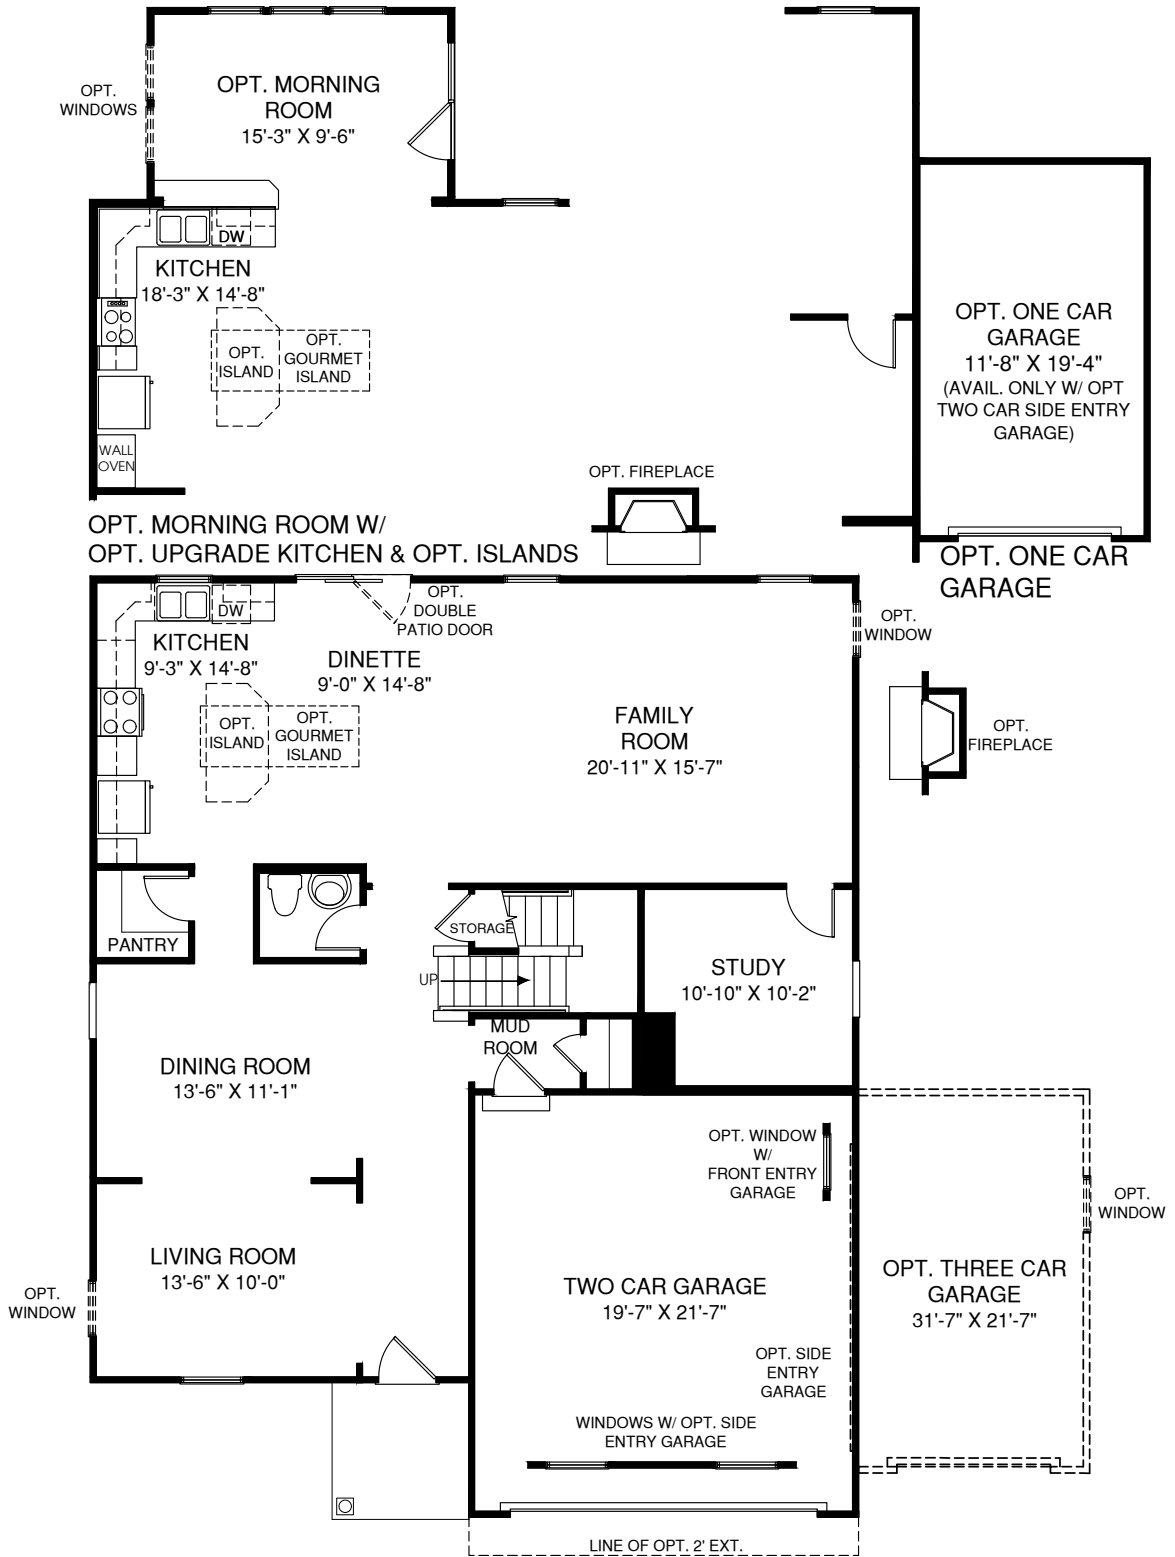 OPT. MORNING
ROOM
15'-3" X 9'-6"
OPT.
WINDOWS
DW
KITCHEN
18'-3" X 14'-8"
OPT.
ISLAND
OPT.
GOURMET
ISLAND
WALL
OVEN
OPT. ONE CAR
GARAGE
11'-8" X 19'-4"
(AVAIL. ONLY W/ OPT
TWO CAR SIDE ENTRY
GARAGE)
OPT. FIREPLACE
OPT. MORNING ROOM W/
OPT. UPGRADE KITCHEN & OPT. ISLANDS
OPT. ONE CAR
GARAGE
DW
OPT.
DOUBLE
PATIO DOOR
KITCHEN
9'-3" X 14'-8"
DINETTE
9'-0" X 14'-8"
OPT.
WINDOW
OPT.
ISLAND
OPT.
GOURMET
ISLAND
FAMILY
ROOM
20'-11" X 15'-7"
OPT.
FIREPLACE
PANTRY
STORAGE
UP
STUDY
10'-10" X 10'-2"
MUD
ROOM
DINING ROOM
13'-6" X 11'-1"
OPT. WINDOW
W/
FRONT ENTRY
GARAGE
OPT.
WINDOW
LIVING ROOM
13'-6" X 10'-0"
OPT.
WINDOW
TWO CAR GARAGE
19'-7" X 21'-7"
OPT. THREE CAR
GARAGE
31'-7" X 21'-7"
OPT. SIDE
ENTRY
GARAGE
WINDOWS W/ OPT. SIDE
ENTRY GARAGE
LINE OF OPT. 2' EXT.